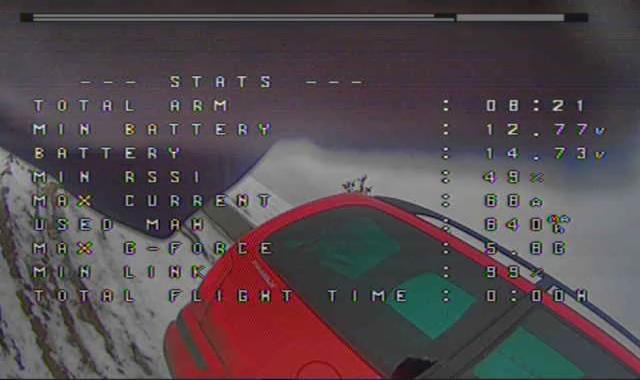 --- STATS ---
TOTAL ARM : 08:21
MIN BATTERY : 12.77V
BATTERY : 14.73V
MIN RSSI : 49%
MAX CURRENT : 68A
USED MAH : 640
MAX G-FORCE : 5.8G
MIN LINK : 99%
TOTAL FLIGHT TIME : 0:00H